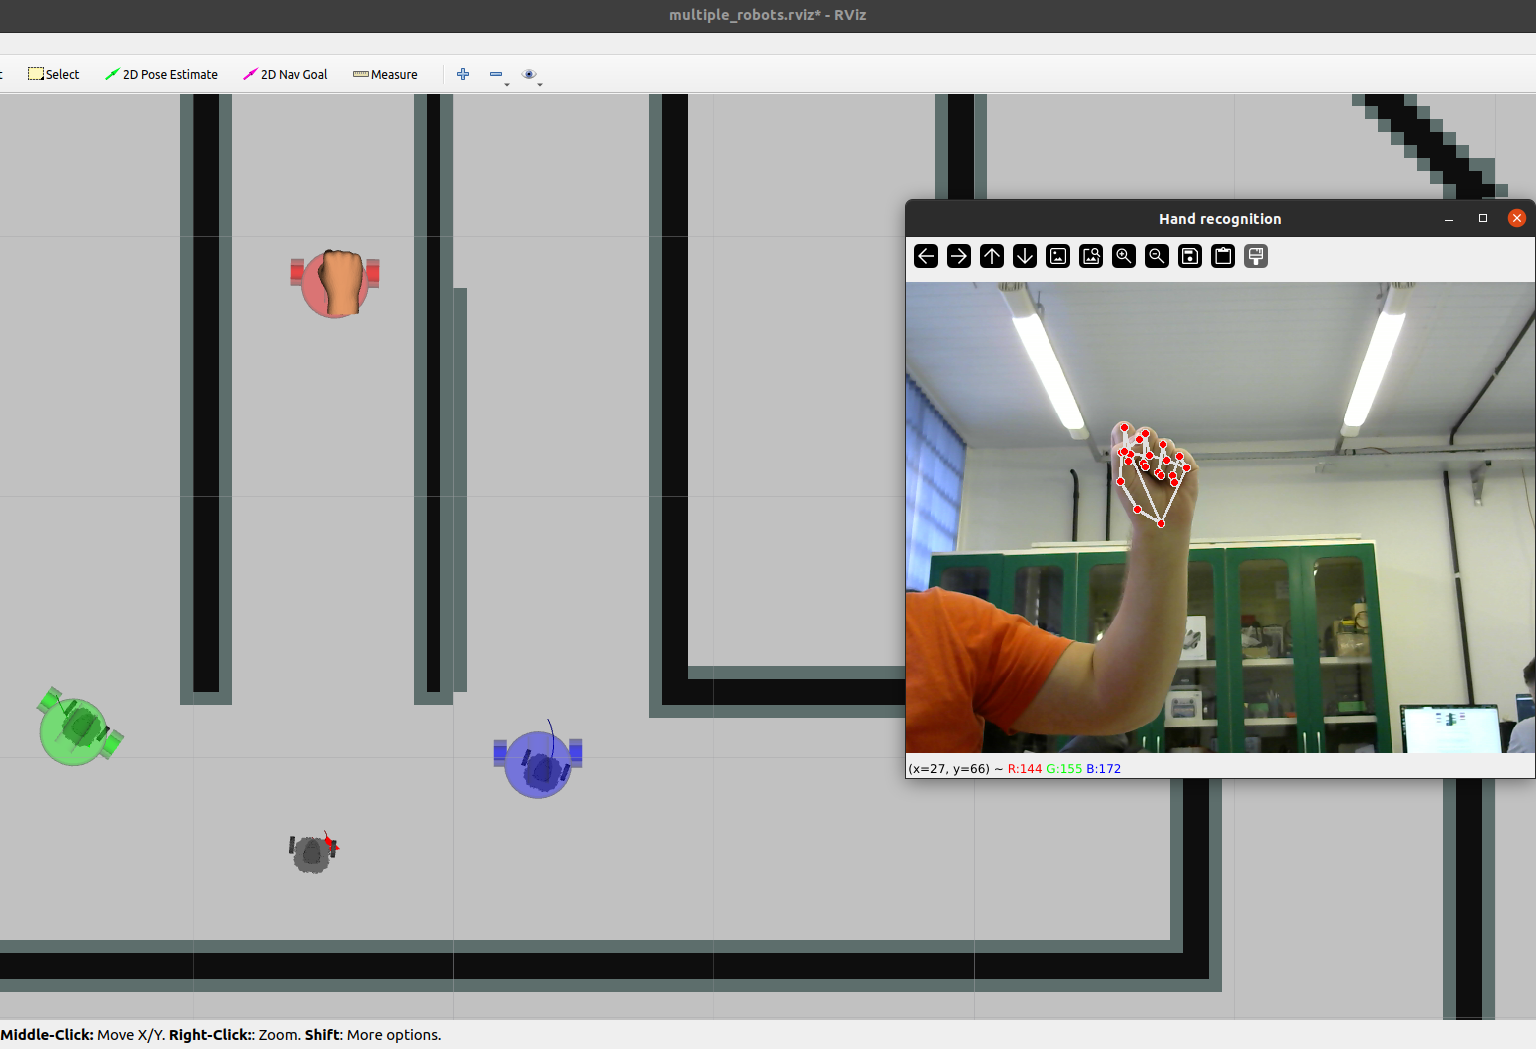 multiple_robots.rviz* - RViz
Select 2D Pose Estimate 2D Nav Goal Measure
Hand recognition
(x=27, y=66) ~ R:144 G:155 B:172
Middle-Click: Move X/Y. Right-Click:: Zoom. Shift: More options.